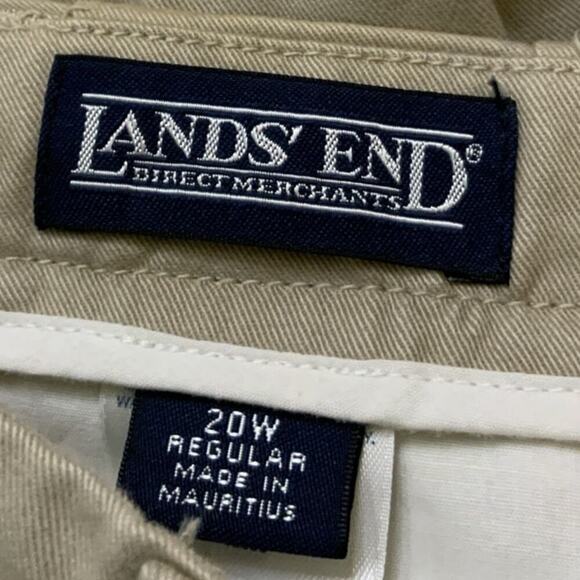 LANDS' END®
DIRECT MERCHANTS
20W
REGULAR
MADE IN
MAURITIUS